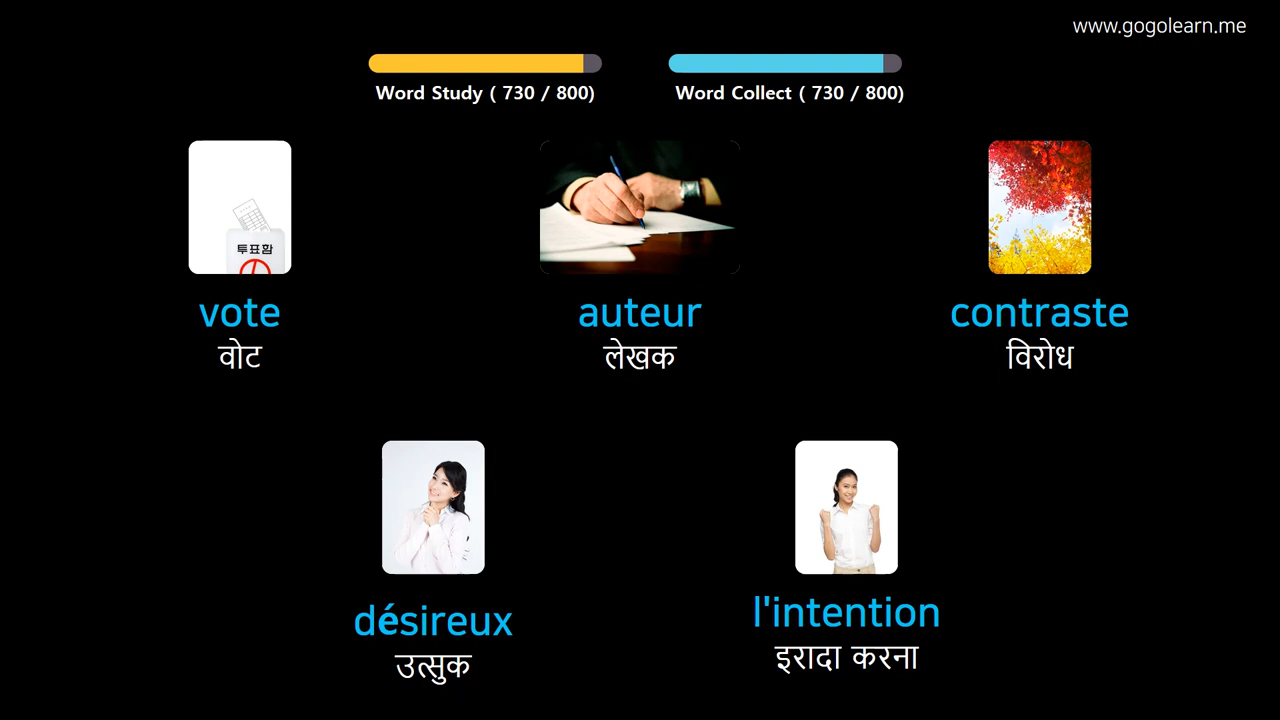 www.gogolearn.me
Word Study ( 730 / 800)
Word Collect ( 730 / 800)
투표함
vote
वोट
auteur
लेखक
contraste
विरोध
désireux
उत्सुक
l'intention
इरादा करना